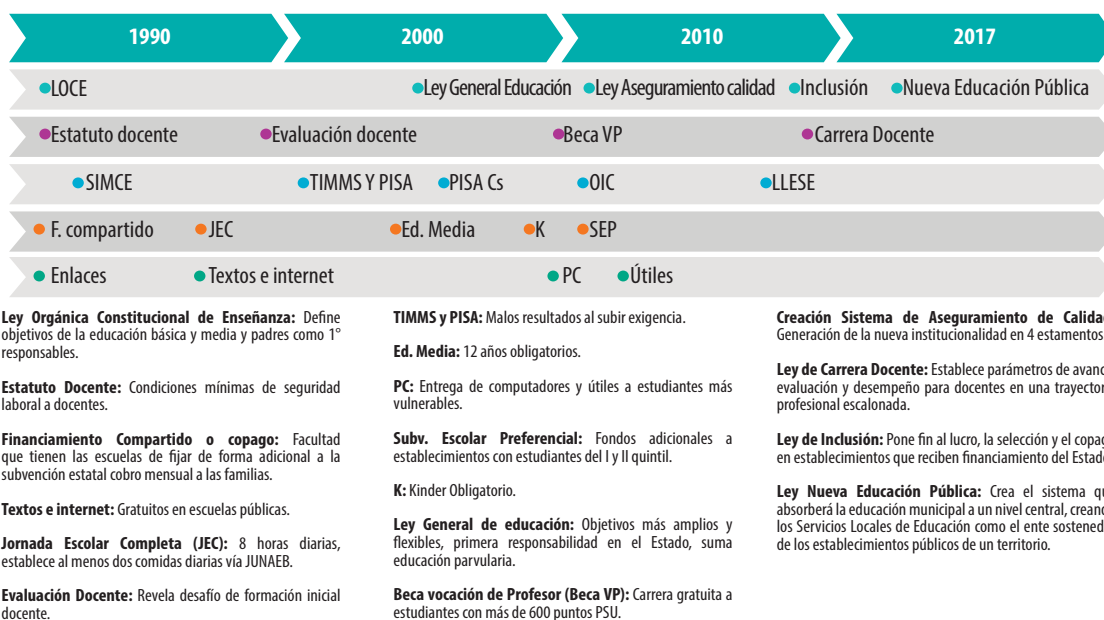 1990 2000 2010 2017
LOCE Ley General Educación Ley Aseguramiento calidad Inclusión Nueva Educación Pública
Estatuto docente Evaluación docente Beca VP Carrera Docente
SIMCE TIMMS Y PISA PISA Cs OIC LLESE
F. compartido JEC Ed. Media K SEP
Enlaces Textos e internet PC Útiles
Ley Orgánica Constitucional de Enseñanza: Define
objetivos de la educación básica y media y padres como 1°
responsables.
Estatuto Docente: Condiciones mínimas de seguridad
laboral a docentes.
Financiamiento Compartido o copago: Facultad
que tienen las escuelas de fijar de forma adicional a la
subvención estatal cobro mensual a las familias.
Textos e internet: Gratuitos en escuelas públicas.
Jornada Escolar Completa (JEC): 8 horas diarias,
establece al menos dos comidas diarias vía JUNAEB.
Evaluación Docente: Revela desafío de formación inicial
docente.
TIMMS y PISA: Malos resultados al subir exigencia.
Ed. Media: 12 años obligatorios.
PC: Entrega de computadores y útiles a estudiantes más
vulnerables.
Subv. Escolar Preferencial: Fondos adicionales a
establecimientos con estudiantes del I y II quintil.
K: Kinder Obligatorio.
Ley General de educación: Objetivos más amplios y
flexibles, primera responsabilidad en el Estado, suma
educación parvularia.
Beca vocación de Profesor (Beca VP): Carrera gratuita a
estudiantes con más de 600 puntos PSU.
Creación Sistema de Aseguramiento de Calida
Generación de la nueva institucionalidad en 4 estamentos
Ley de Carrera Docente: Establece parámetros de avanc
evaluación y desempeño para docentes en una trayector
profesional escalonada.
Ley de Inclusión: Pone fin al lucro, la selección y el copag
en establecimientos que reciben financiamiento del Estad
Ley Nueva Educación Pública: Crea el sistema qu
absorberá la educación municipal a un nivel central, creand
los Servicios Locales de Educación como el ente sostened
de los establecimientos públicos de un territorio.